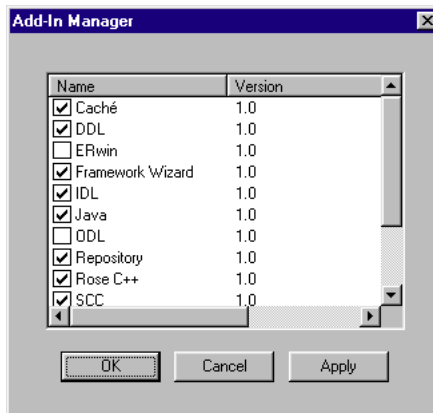 Add-In Manager
Name Version
Caché 1.0
DDL 1.0
ERwin 1.0
Framework Wizard 1.0
IDL 1.0
Java 1.0
ODL 1.0
Repository 1.0
Rose C++ 1.0
SCC 1.0
OK Cancel Apply